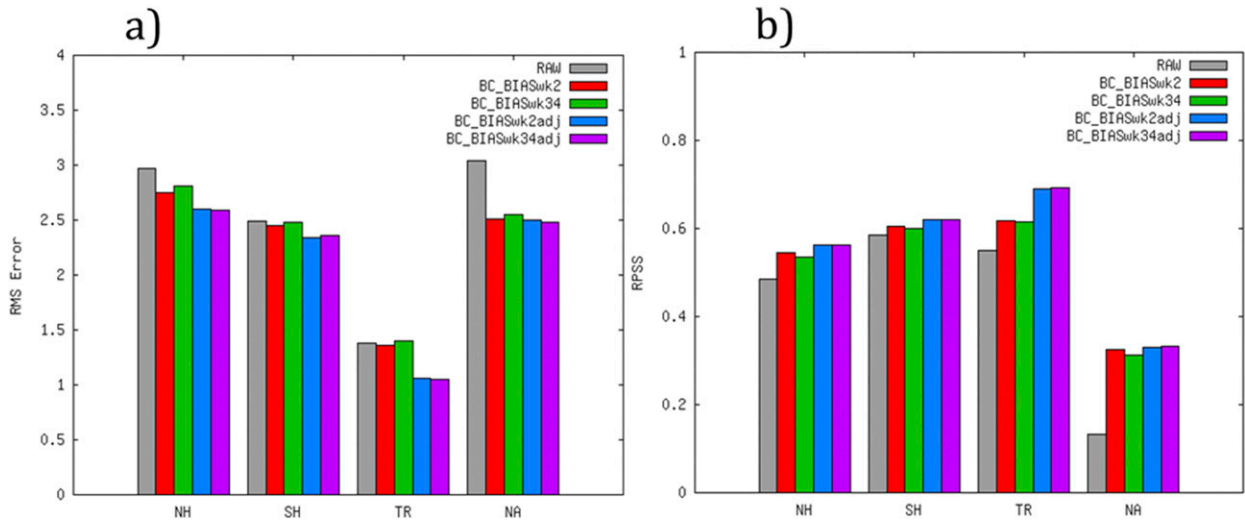 a)
4
3.5
3
2.5
2
1.5
1
0.5
0
RMS Error
RAW
BC_BIASwk2
BC_BIASwk34
BC_BIASwk2adj
BC_BIASwk34adj
NH SH TR NA
b)
1
0.8
0.6
0.4
0.2
0
RPSS
RAW
BC_BIASwk2
BC_BIASwk34
BC_BIASwk2adj
BC_BIASwk34adj
NH SH TR NA